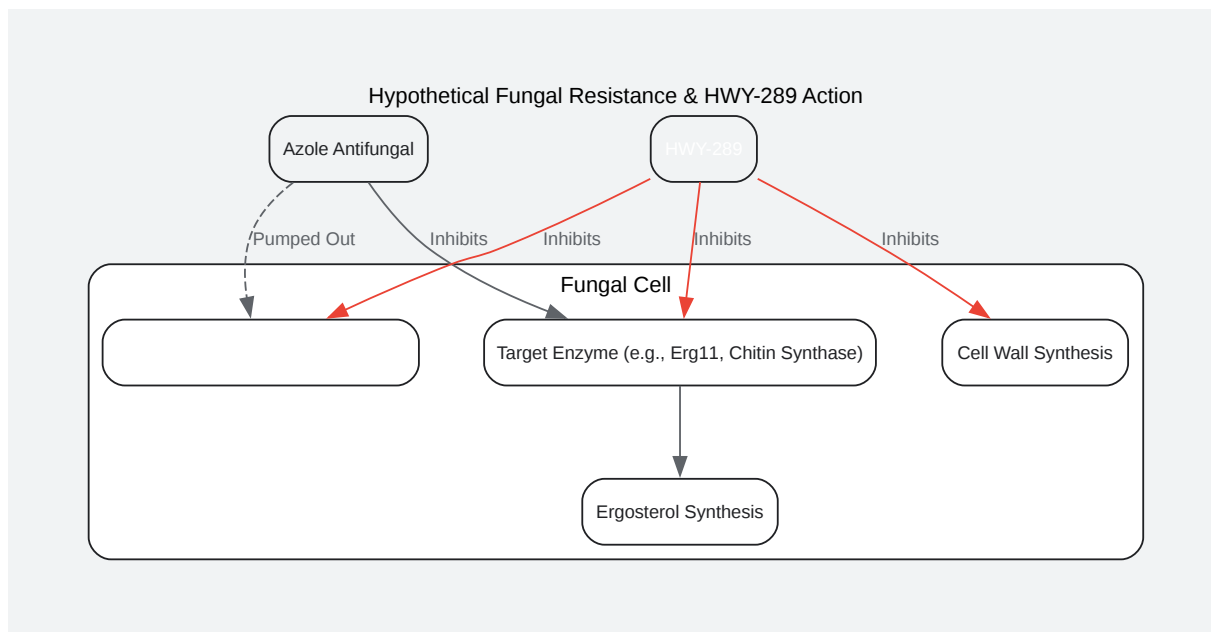 Hypothetical Fungal Resistance & HWY-289 Action
Azole Antifungal
HWY-289
Pumped Out
Inhibits
Inhibits
Inhibits
Inhibits
Fungal Cell
Target Enzyme (e.g., Erg11, Chitin Synthase)
Cell Wall Synthesis
Ergosterol Synthesis